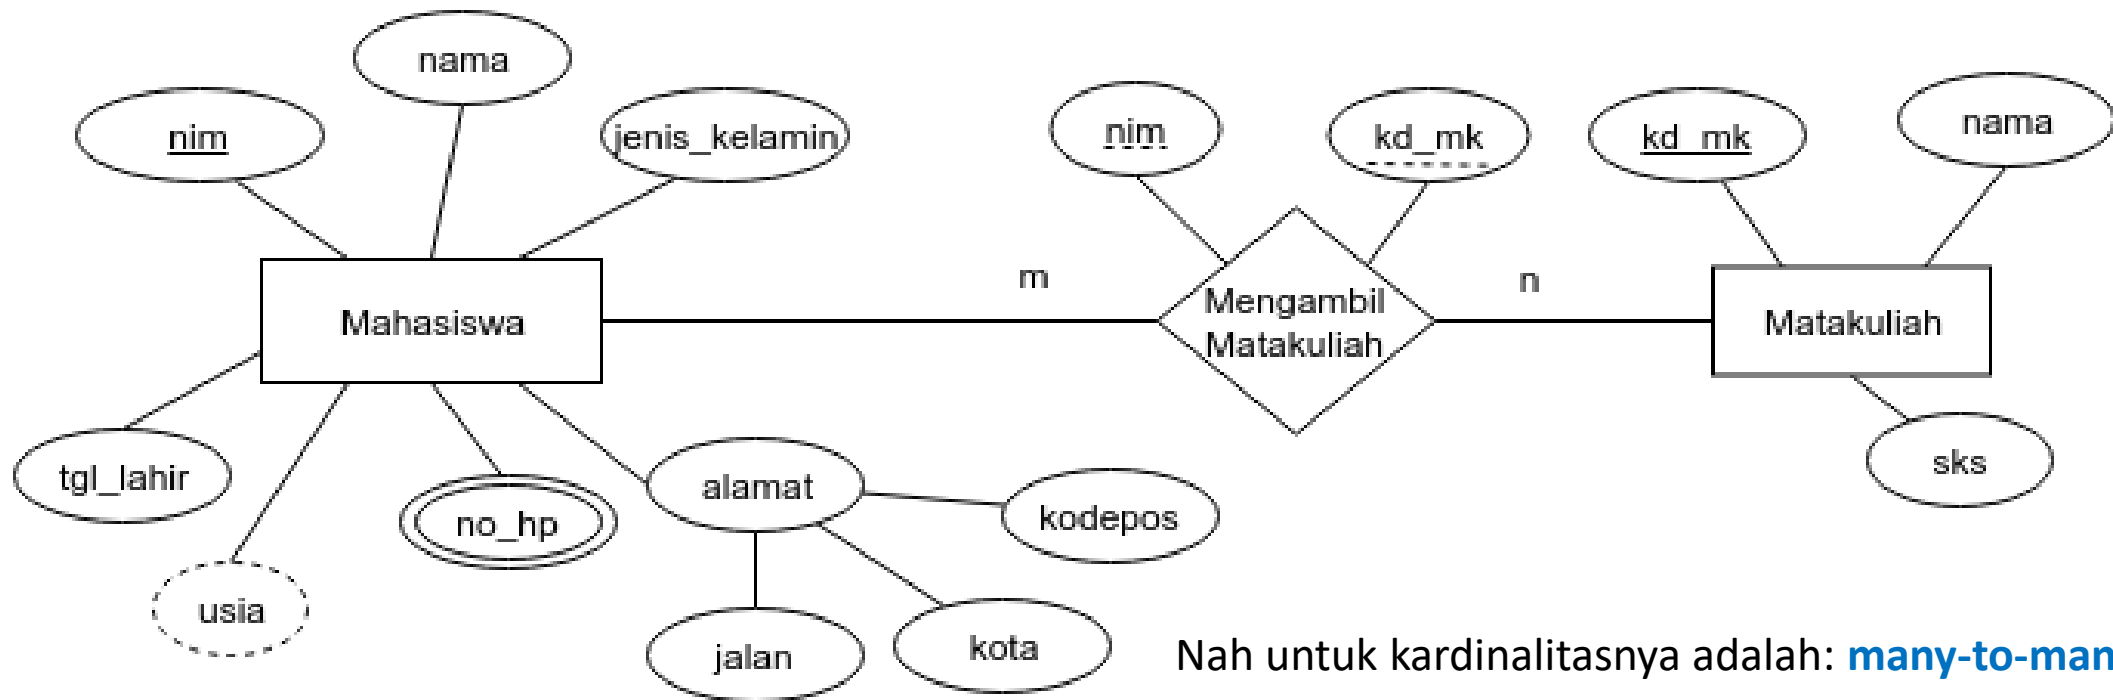 nama
nim
jenis_kelamin
nim
kd_mk
kd_mk
nama
m
n
Mahasiswa
Mengambil
Matakuliah
Matakuliah
tgl_lahir
no_hp
alamat
kodepos
sks
usia
jalan
kota
Nah untuk kardinalitasnya adalah: many-to-man